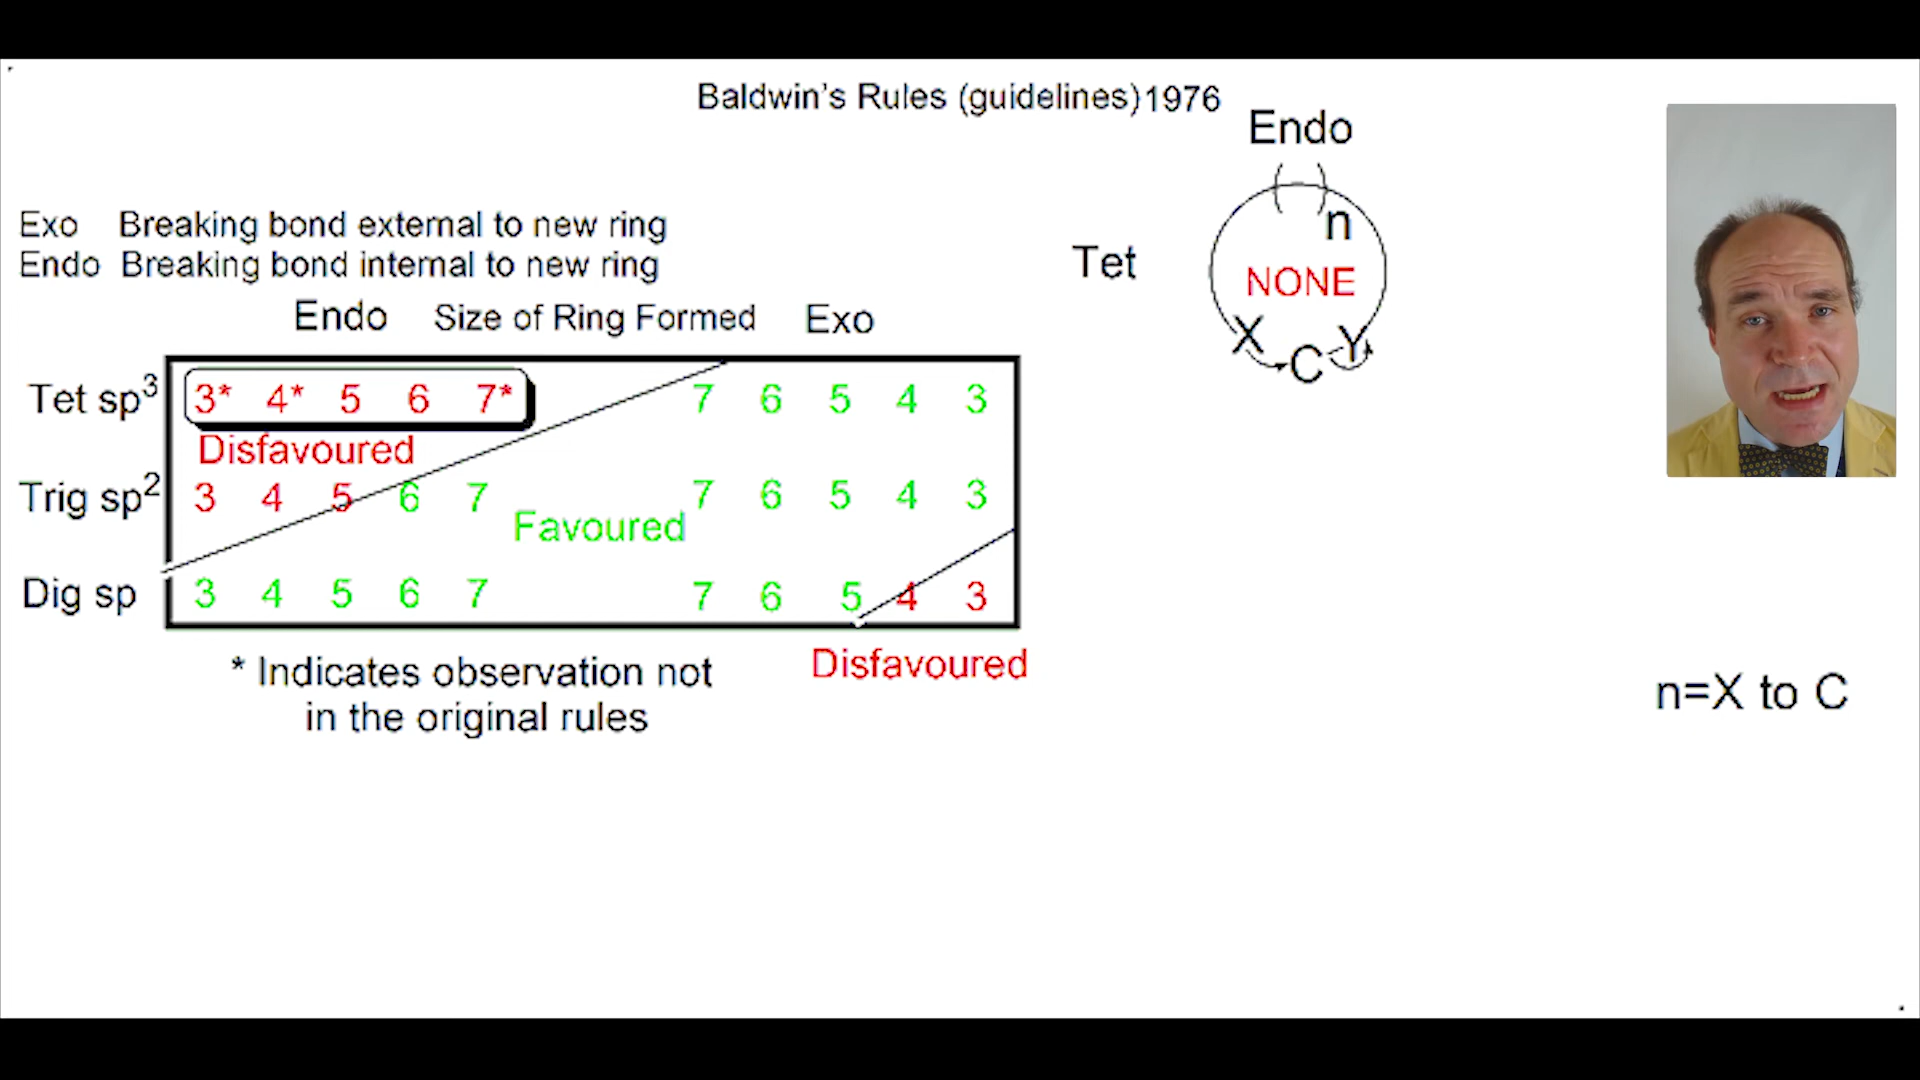 Baldwin's Rules (guidelines) 1976
Exo Breaking bond external to new ring
Endo Breaking bond internal to new ring
Endo Size of Ring Formed Exo
Tet sp3 3* 4* 5 6 7* 7 6 5 4 3
Disfavoured
Trig sp2 3 4 5 6 7 7 6 5 4 3
Favoured
Dig sp 3 4 5 6 7 7 6 5 4 3
Disfavoured
* Indicates observation not
in the original rules
Endo
n
Tet
NONE
X C Y
n=X to C